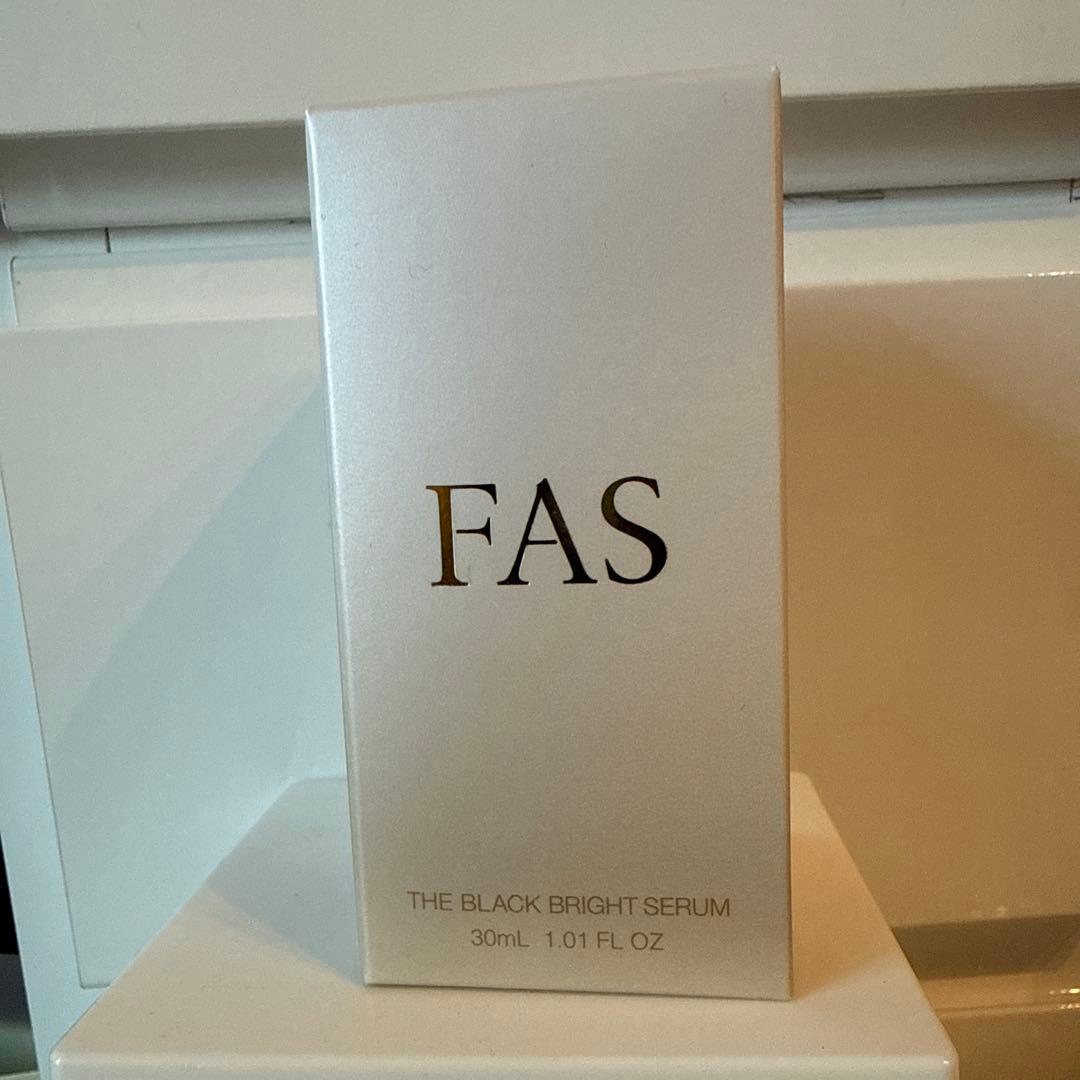 FAS
THE BLACK BRIGHT SERUM
30mL 1.01 FL OZ